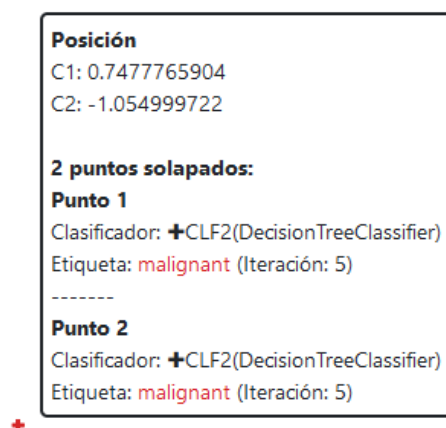 Posición
C1: 0.7477765904
C2: -1.054999722
2 puntos solapados:
Punto 1
Clasificador: ✚CLF2(DecisionTreeClassifier)
Etiqueta: malignant (Iteración: 5)
-------
Punto 2
Clasificador: ✚CLF2(DecisionTreeClassifier)
Etiqueta: malignant (Iteración: 5)